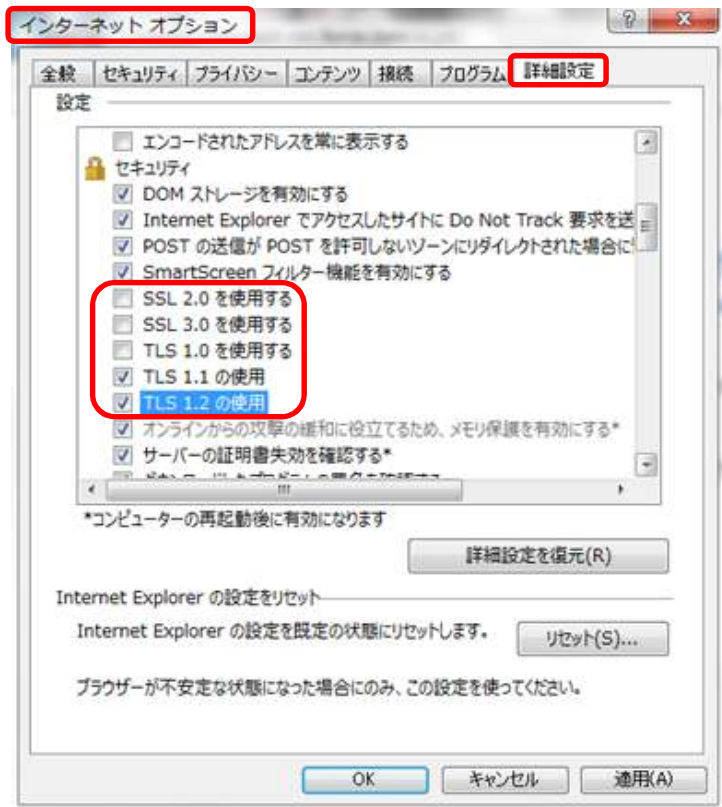 インターネット オプション
全般 セキュリティ プライバシー コンテンツ 接続 プログラム 詳細設定
設定
エンコードされたアドレスを常に表示する
セキュリティ
DOM ストレージを有効にする
Internet Explorer でアクセスしたサイトに Do Not Track 要求を送
POST の送信が POST を許可しないゾーンにリダイレクトされた場合に
SmartScreen フィルター機能を有効にする
SSL 2.0 を使用する
SSL 3.0 を使用する
TLS 1.0 を使用する
TLS 1.1 の使用
TLS 1.2 の使用
オンラインからの攻撃の緩和に役立てるため、メモリ保護を有効にする*
サーバーの証明書失効を確認する*
*コンピューターの再起動後に有効になります
詳細設定を復元(R)
Internet Explorer の設定をリセット
Internet Explorer の設定を既定の状態にリセットします。
リセット(S)...
ブラウザーが不安定な状態になった場合にのみ、この設定を使ってください。
OK キャンセル 適用(A)